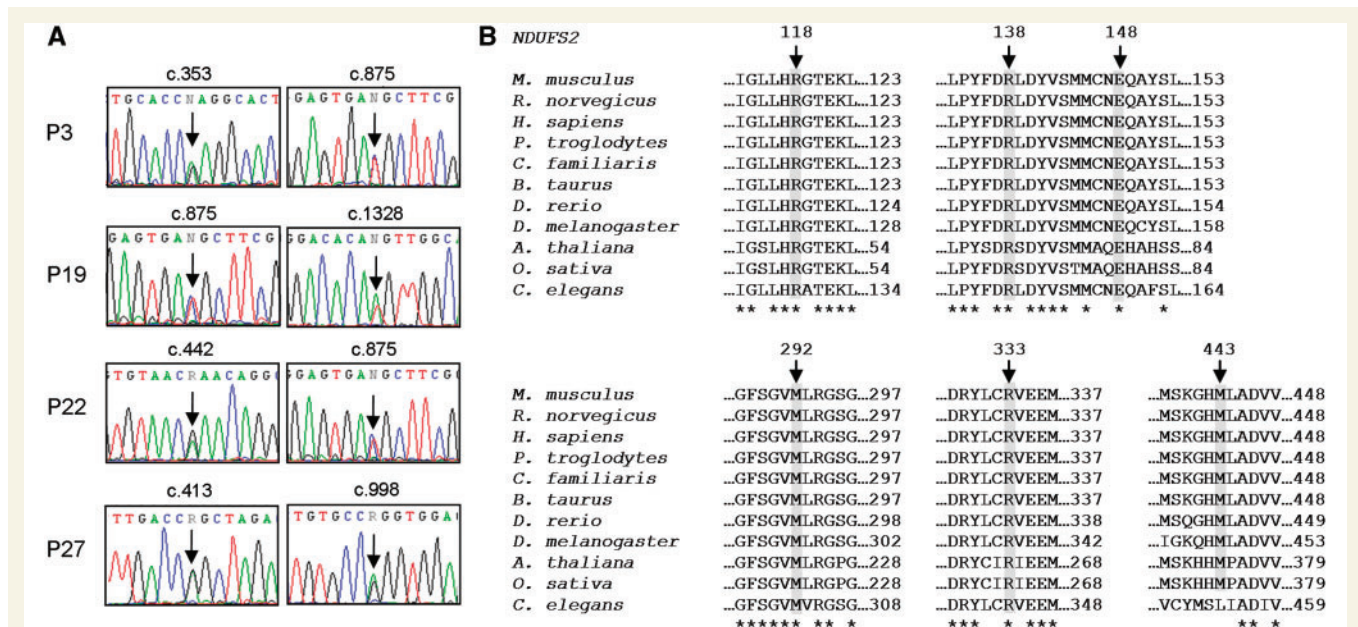 A
c.353 c.875
TGCACCNAGGCACT GAGTGANGCTTCG
P3
c.875 c.1328
GAGTGANGCTTCG GGACACANGTTGGC
P19
c.442 c.875
GTGTAACRAACAGGC GGAGTGANGCTTCG
P22
c.413 c.998
TTGACCRGCTAGA TGTGCCRGGTGGA
P27
B
NDUFS2
118 138 148
M. musculus ...IGLLHRGTEKL...123 ...LPYFDRLDYVSMMCNEQAYSL...153
R. norvegicus ...IGLLHRGTEKL...123 ...LPYFDRLDYVSMMCNEQAYSL...153
H. sapiens ...IGLLHRGTEKL...123 ...LPYFDRLDYVSMMCNEQAYSL...153
P. troglodytes ...IGLLHRGTEKL...123 ...LPYFDRLDYVSMMCNEQAYSL...153
C. familiaris ...IGLLHRGTEKL...123 ...LPYFDRLDYVSMMCNEQAYSL...153
B. taurus ...IGLLHRGTEKL...123 ...LPYFDRLDYVSMMCNEQAYSL...153
D. rerio ...IGLLHRGTEKL...124 ...LPYFDRLDYVSMMCNEQAYSL...154
D. melanogaster ...IGLLHRGTEKL...128 ...LPYFDRLDYVSMMCNEQCYSL...158
A. thaliana ...IGSLHRGTEKL...54 ...LPYSDRSDYVSMMAQEHAHSS...84
O. sativa ...IGSLHRGTEKL...54 ...LPYFDRSDYVSTMAQEHAHSS...84
C. elegans ...IGLLHRATEKL...134 ...LPYFDRLDYVSMMCNEQAFSL...164
** *** **** *** ** **** * * *
292 333 443
M. musculus ...GFSGVMLRGSG...297 ...DRYLCRVEEM...337 ...MSKGHMLADVV...448
R. norvegicus ...GFSGVMLRGSG...297 ...DRYLCRVEEM...337 ...MSKGHMLADVV...448
H. sapiens ...GFSGVMLRGSG...297 ...DRYLCRVEEM...337 ...MSKGHMLADVV...448
P. troglodytes ...GFSGVMLRGSG...297 ...DRYLCRVEEM...337 ...MSKGHMLADVV...448
C. familiaris ...GFSGVMLRGSG...297 ...DRYLCRVEEM...337 ...MSKGHMLADVV...448
B. taurus ...GFSGVMLRGSG...297 ...DRYLCRVEEM...337 ...MSKGHMLADVV...448
D. rerio ...GFSGVMLRGSG...298 ...DRYLCRVEEM...338 ...MSQGHMLADVV...449
D. melanogaster ...GFSGVMLRGSG...302 ...DRYLCRVEEM...342 ...IGKQHMLADVV...453
A. thaliana ...GFSGVMLRGPG...228 ...DRYCIRIEEM...268 ...MSKHHMPADVV...379
O. sativa ...GFSGVMLRGPG...228 ...DRYCIRIEEM...268 ...MSKHHMPADVV...379
C. elegans ...GFSGVMVRGSG...308 ...DRYLCRVEEM...348 ...VCYMSLIADIV...459
****** ** * *** * *** ** *